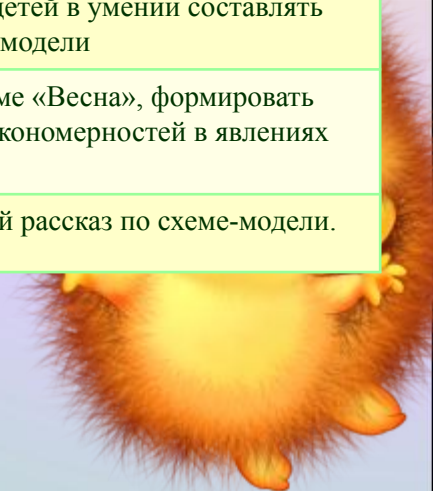 детей в умении составлять
модели
ме «Весна», формировать
кономерностей в явлениях
й рассказ по схеме-модели.